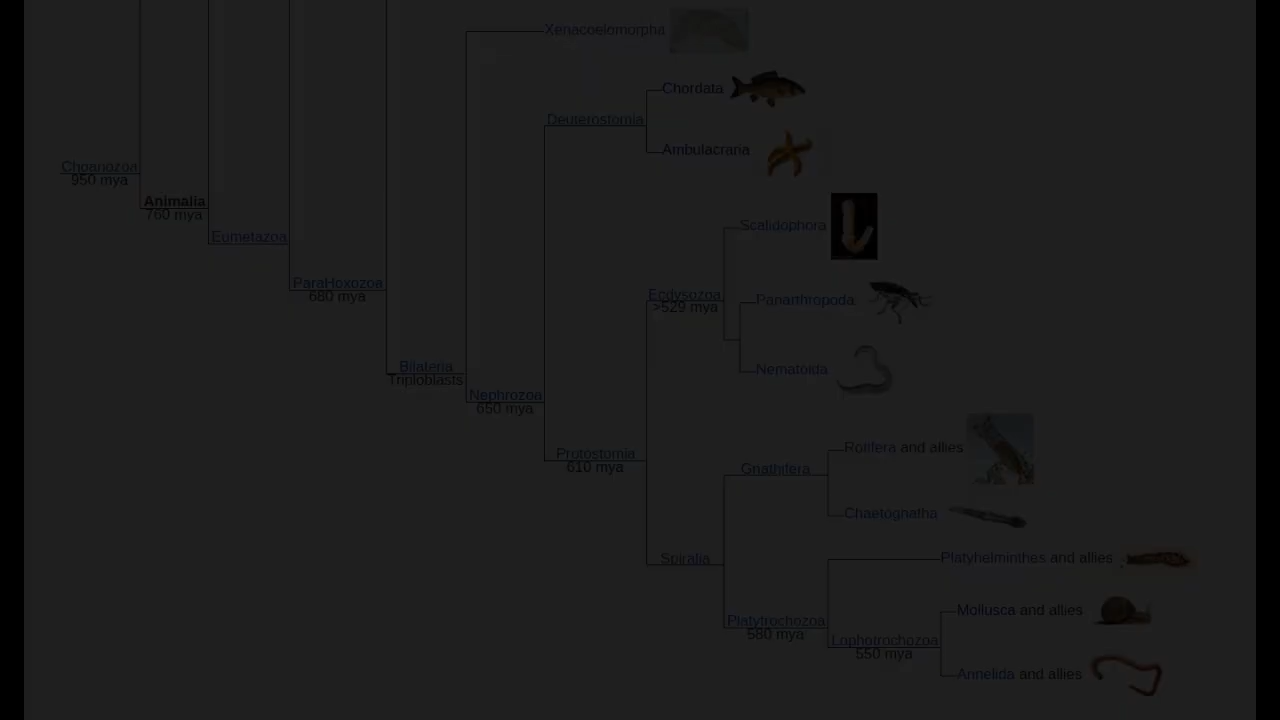 Xenacoelomorpha
Chordata
Deuterostomia
Ambulacraria
Choanozoa
950 mya
Animalia
760 mya
Scalidophora
Eumetazoa
ParaHoxozoa
680 mya
Ecdysozoa
>529 mya
Panarthropoda
Bilateria
Triploblasts
Nematoida
Nephrozoa
650 mya
Rotifera and allies
Protostomia
610 mya
Gnathifera
Chaetognatha
Spiralia
Platyhelminthes and allies
Mollusca and allies
Platytrochozoa
580 mya
Lophotrochozoa
550 mya
Annelida and allies